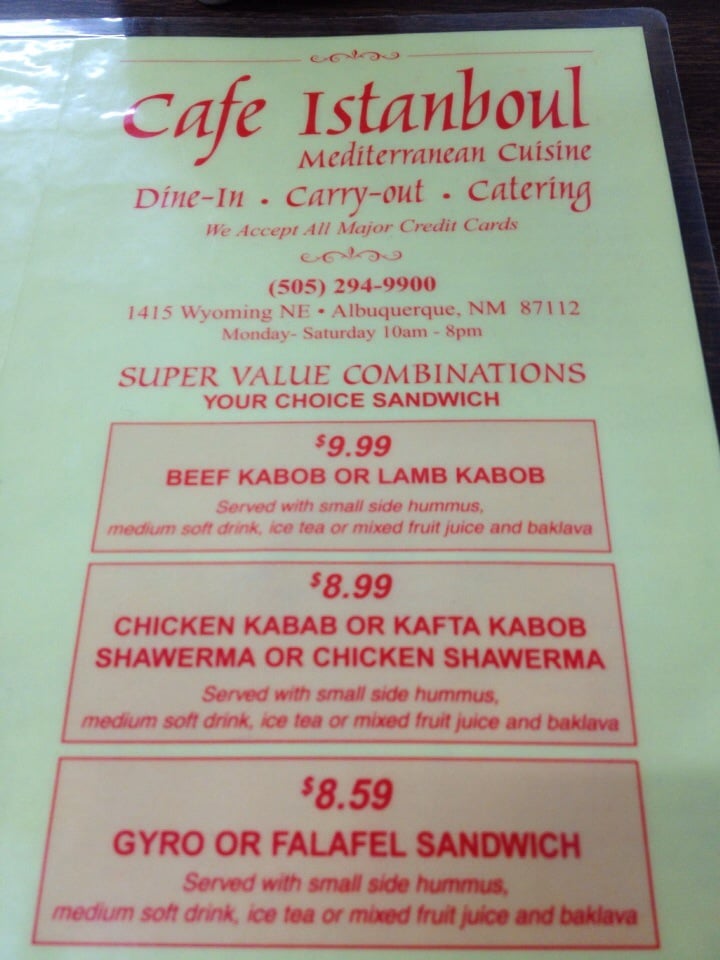 Cafe Istanboul
Mediterranean Cuisine
Dine-In • Carry-out • Catering
We Accept All Major Credit Cards
(505) 294-9900
1415 Wyoming NE • Albuquerque, NM 87112
Monday- Saturday 10am - 8pm
SUPER VALUE COMBINATIONS
YOUR CHOICE SANDWICH
$9.99
BEEF KABOB OR LAMB KABOB
Served with small side hummus,
medium soft drink, ice tea or mixed fruit juice and baklava
$8.99
CHICKEN KABAB OR KAFTA KABOB
SHAWERMA OR CHICKEN SHAWERMA
Served with small side hummus,
medium soft drink, ice tea or mixed fruit juice and baklava
$8.59
GYRO OR FALAFEL SANDWICH
Served with small side hummus,
medium soft drink, ice tea or mixed fruit juice and baklava